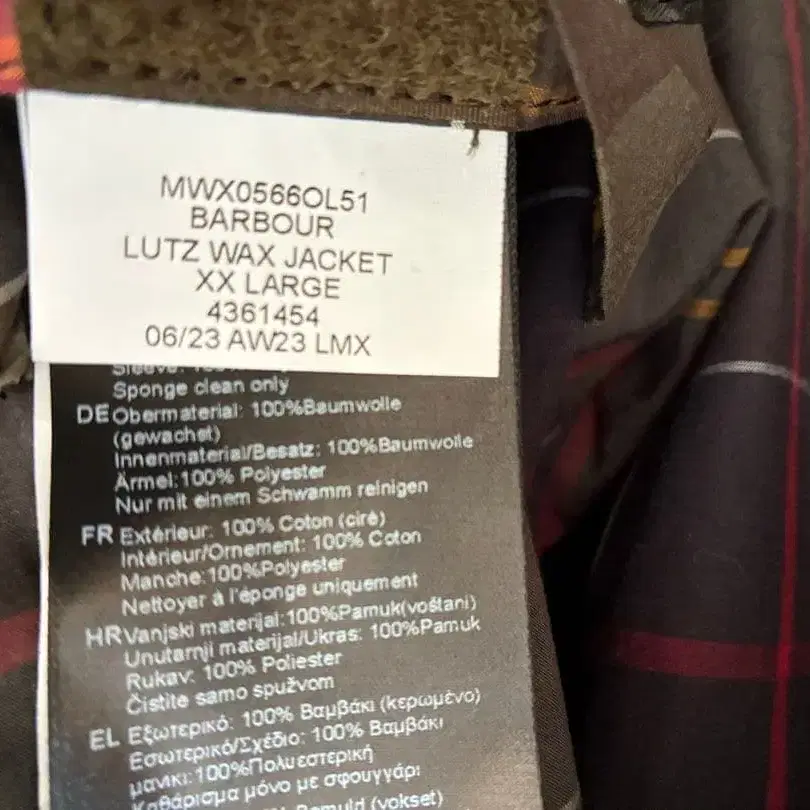 MWX0566OL51
BARBOUR
LUTZ WAX JACKET
XX LARGE
4361454
06/23 AW23 LMX
Sponge clean only
DE Obermaterial: 100%Baumwolle
(gewachst)
Innenmaterial/Besatz: 100%Baumwolle
Ärmel:100% Polyester
Nur mit einem Schwamm reinigen
FR Extérieur: 100% Coton (ciré)
Intérieur/Ornement: 100% Coton
Manche:100%Polyester
Nettoyer à l'éponge uniquement
HR Vanjski materijal:100%Pamuk(voštani)
Unutarnji materijal/Ukras: 100%Pamuk
Rukav: 100% Poliester
Čistite samo spužvom
EL Εξωτερικό: 100% Βαμβάκι (κερωμένο)
Εσωτερικό/Σχέδιο: 100% Βαμβάκι
μανικι:100%Πολυεστερική
Καθάρισμα μόνο με σφουγγάρι
(vokset)